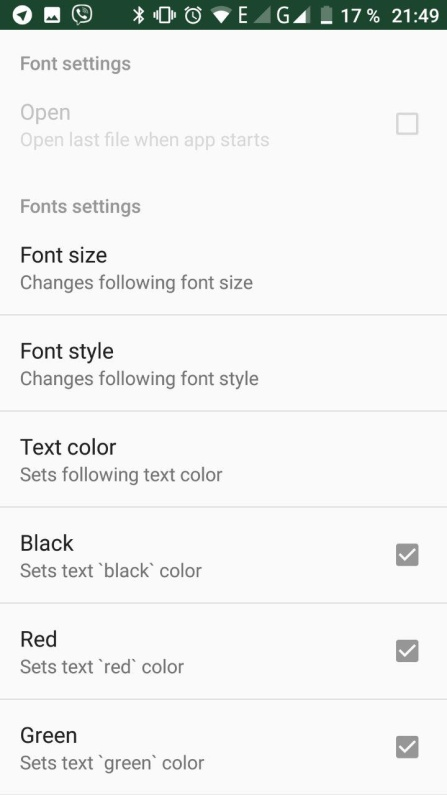 E G 17 % 21:49
Font settings
Open
Open last file when app starts
Fonts settings
Font size
Changes following font size
Font style
Changes following font style
Text color
Sets following text color
Black
Sets text `black` color
Red
Sets text `red` color
Green
Sets text `green` color